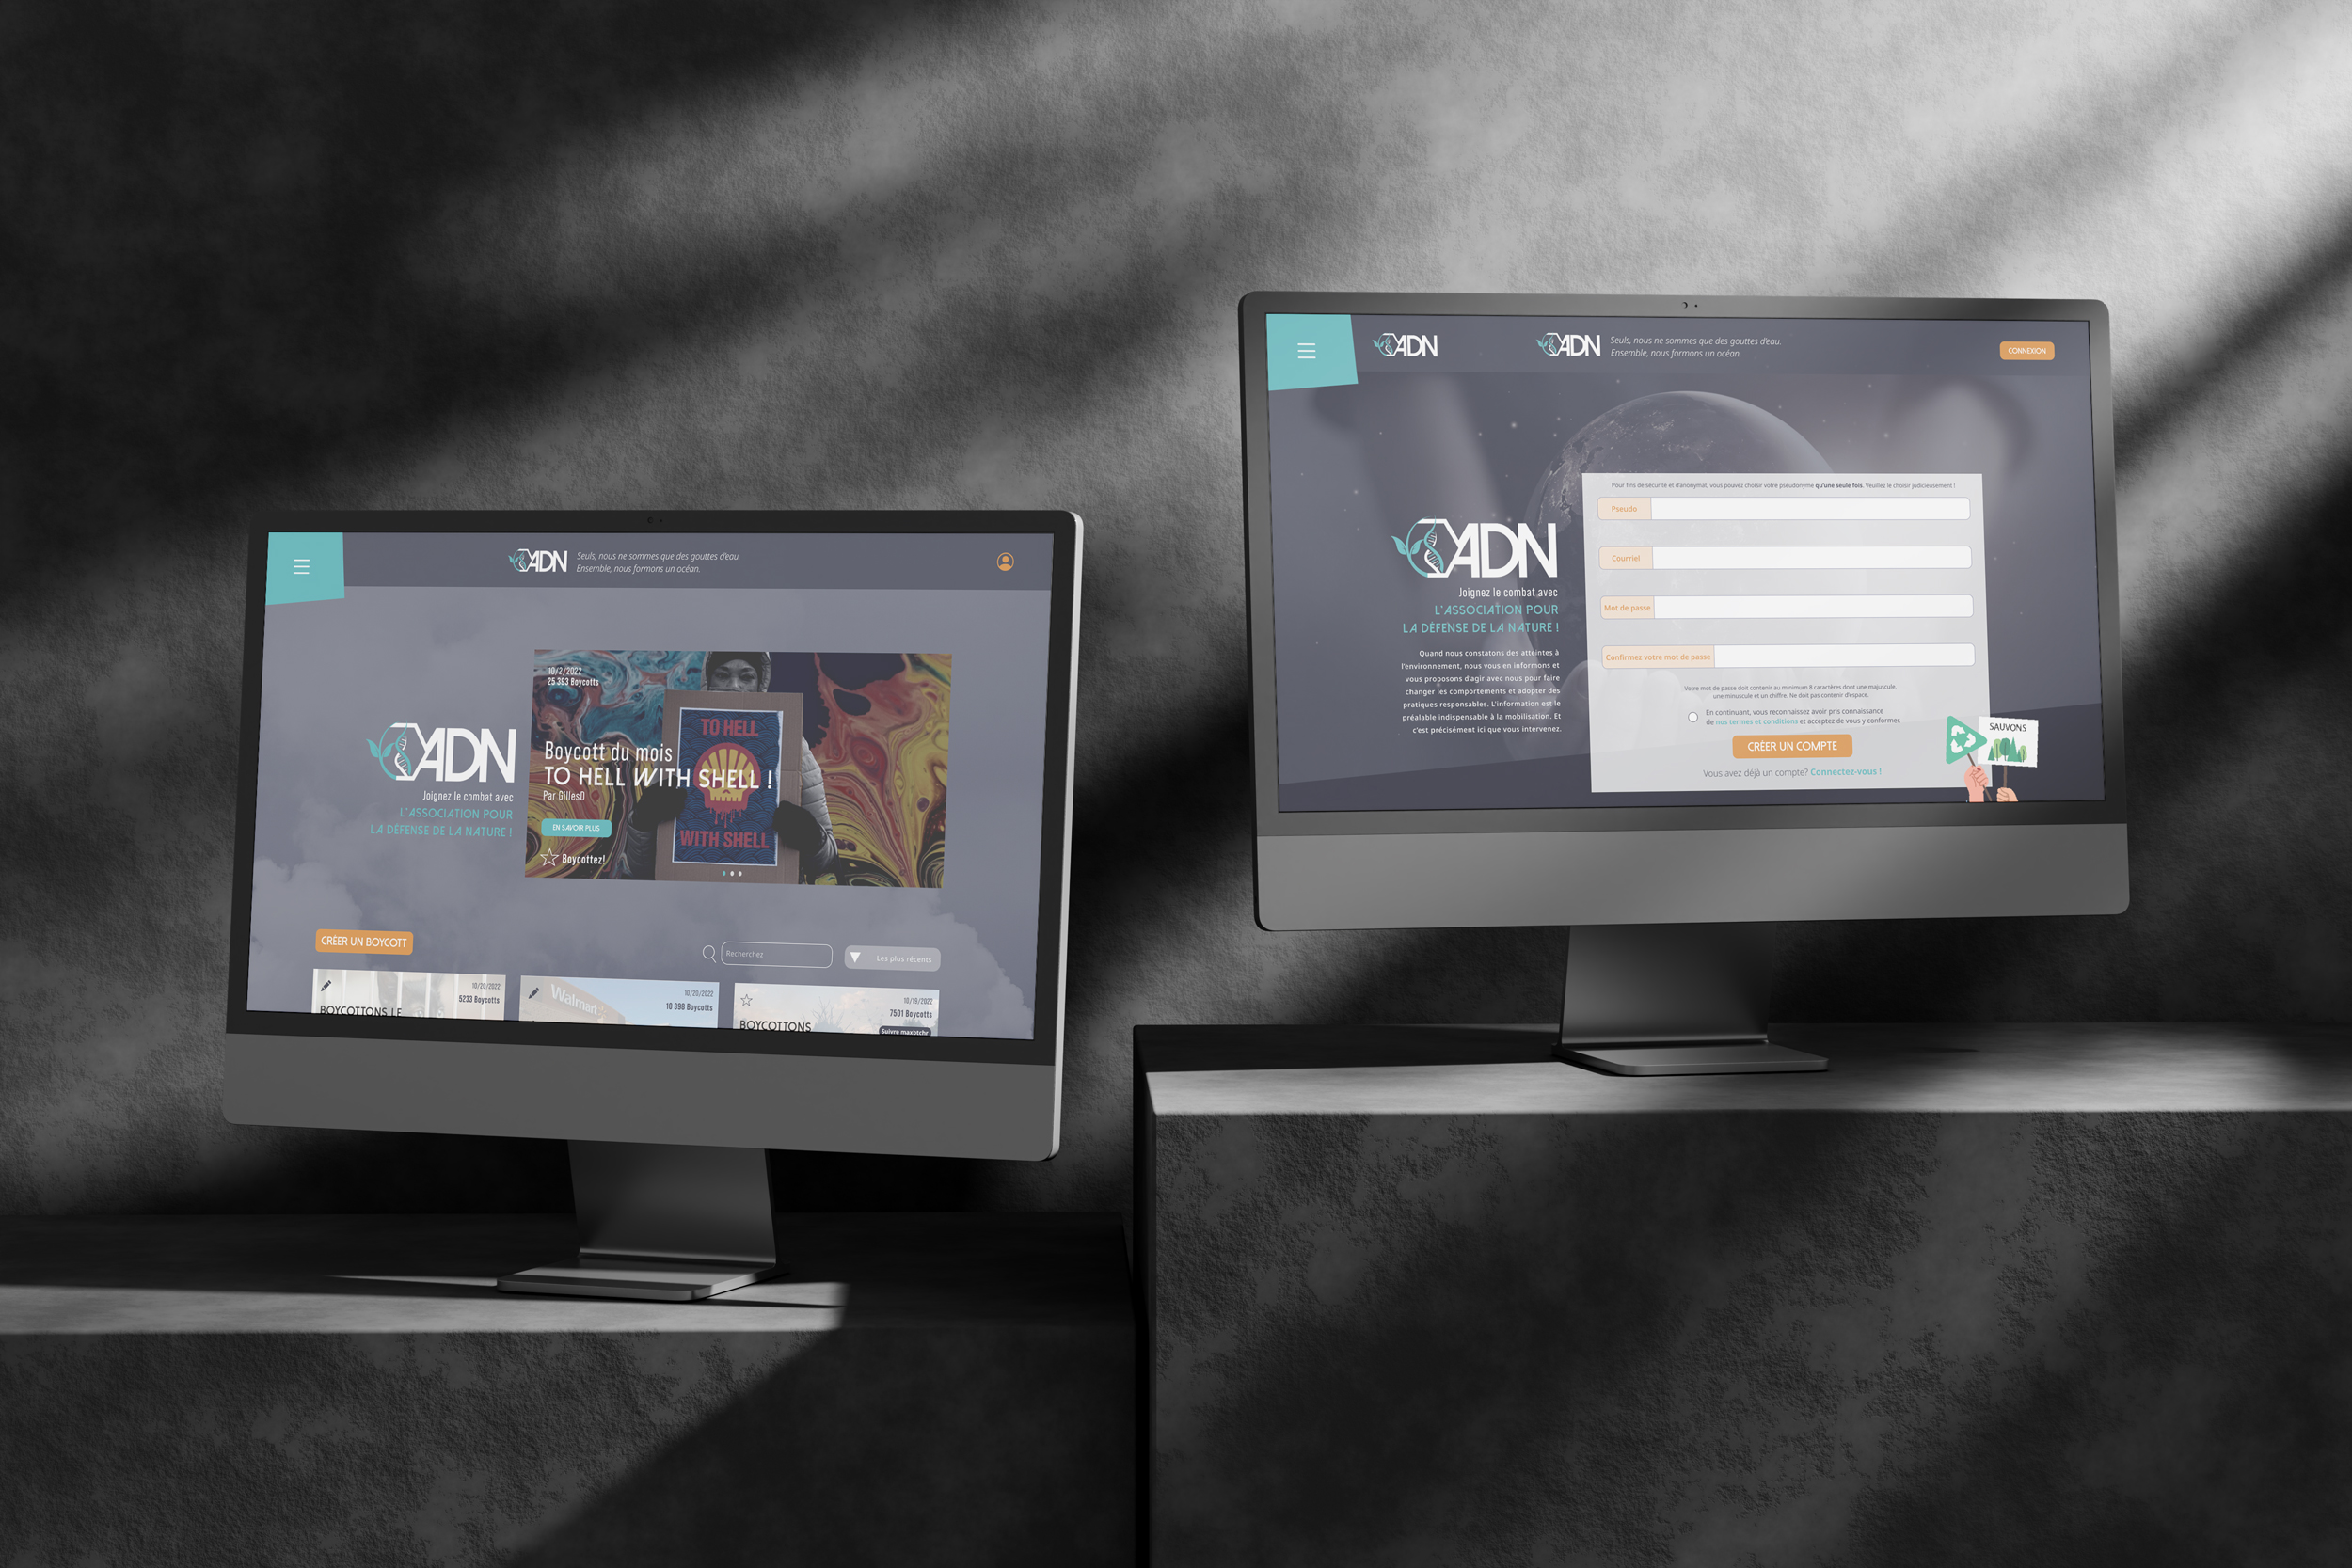 ADN
Seuls, nous ne sommes que des gouttes d'eau.
Ensemble, nous formons un océan.
ADN
Joignez le combat avec
L'ASSOCIATION POUR
LA DÉFENSE DE LA NATURE !
10/2/2022
25 393 Boycotts
TO HELL
Boycott du mois
TO HELL WITH SHELL !
Par GillesD
EN SAVOIR PLUS
WITH SHELL
Boycottez!
CRÉER UN BOYCOTT
Recherchez
Les plus récents
10/20/2022
5233 Boycotts
BOYCOTTONS LE
Walmart
10/20/2022
10 398 Boycotts
10/19/2022
7501 Boycotts
BOYCOTTONS
Suivre maxbtchr
ADN
ADN
Seuls, nous ne sommes que des gouttes d'eau.
Ensemble, nous formons un océan.
CONNEXION
ADN
Joignez le combat avec
L'ASSOCIATION POUR
LA DÉFENSE DE LA NATURE !
Quand nous constatons des atteintes à
l'environnement, nous vous en informons et
vous proposons d'agir avec nous pour faire
changer les comportements et adopter des
pratiques responsables. L'information est le
préalable indispensable à la mobilisation. Et
c'est précisément ici que vous intervenez.
Pour fins de sécurité et d'anonymat, vous pouvez choisir votre pseudonyme qu'une seule fois. Veuillez le choisir judicieusement !
Pseudo
Courriel
Mot de passe
Confirmez votre mot de passe
Votre mot de passe doit contenir au minimum 8 caractères dont une majuscule,
une minuscule et un chiffre. Ne doit pas contenir d'espace.
En continuant, vous reconnaissez avoir pris connaissance
de nos termes et conditions et acceptez de vous y conformer.
CRÉER UN COMPTE
Vous avez déjà un compte? Connectez-vous !
SAUVONS